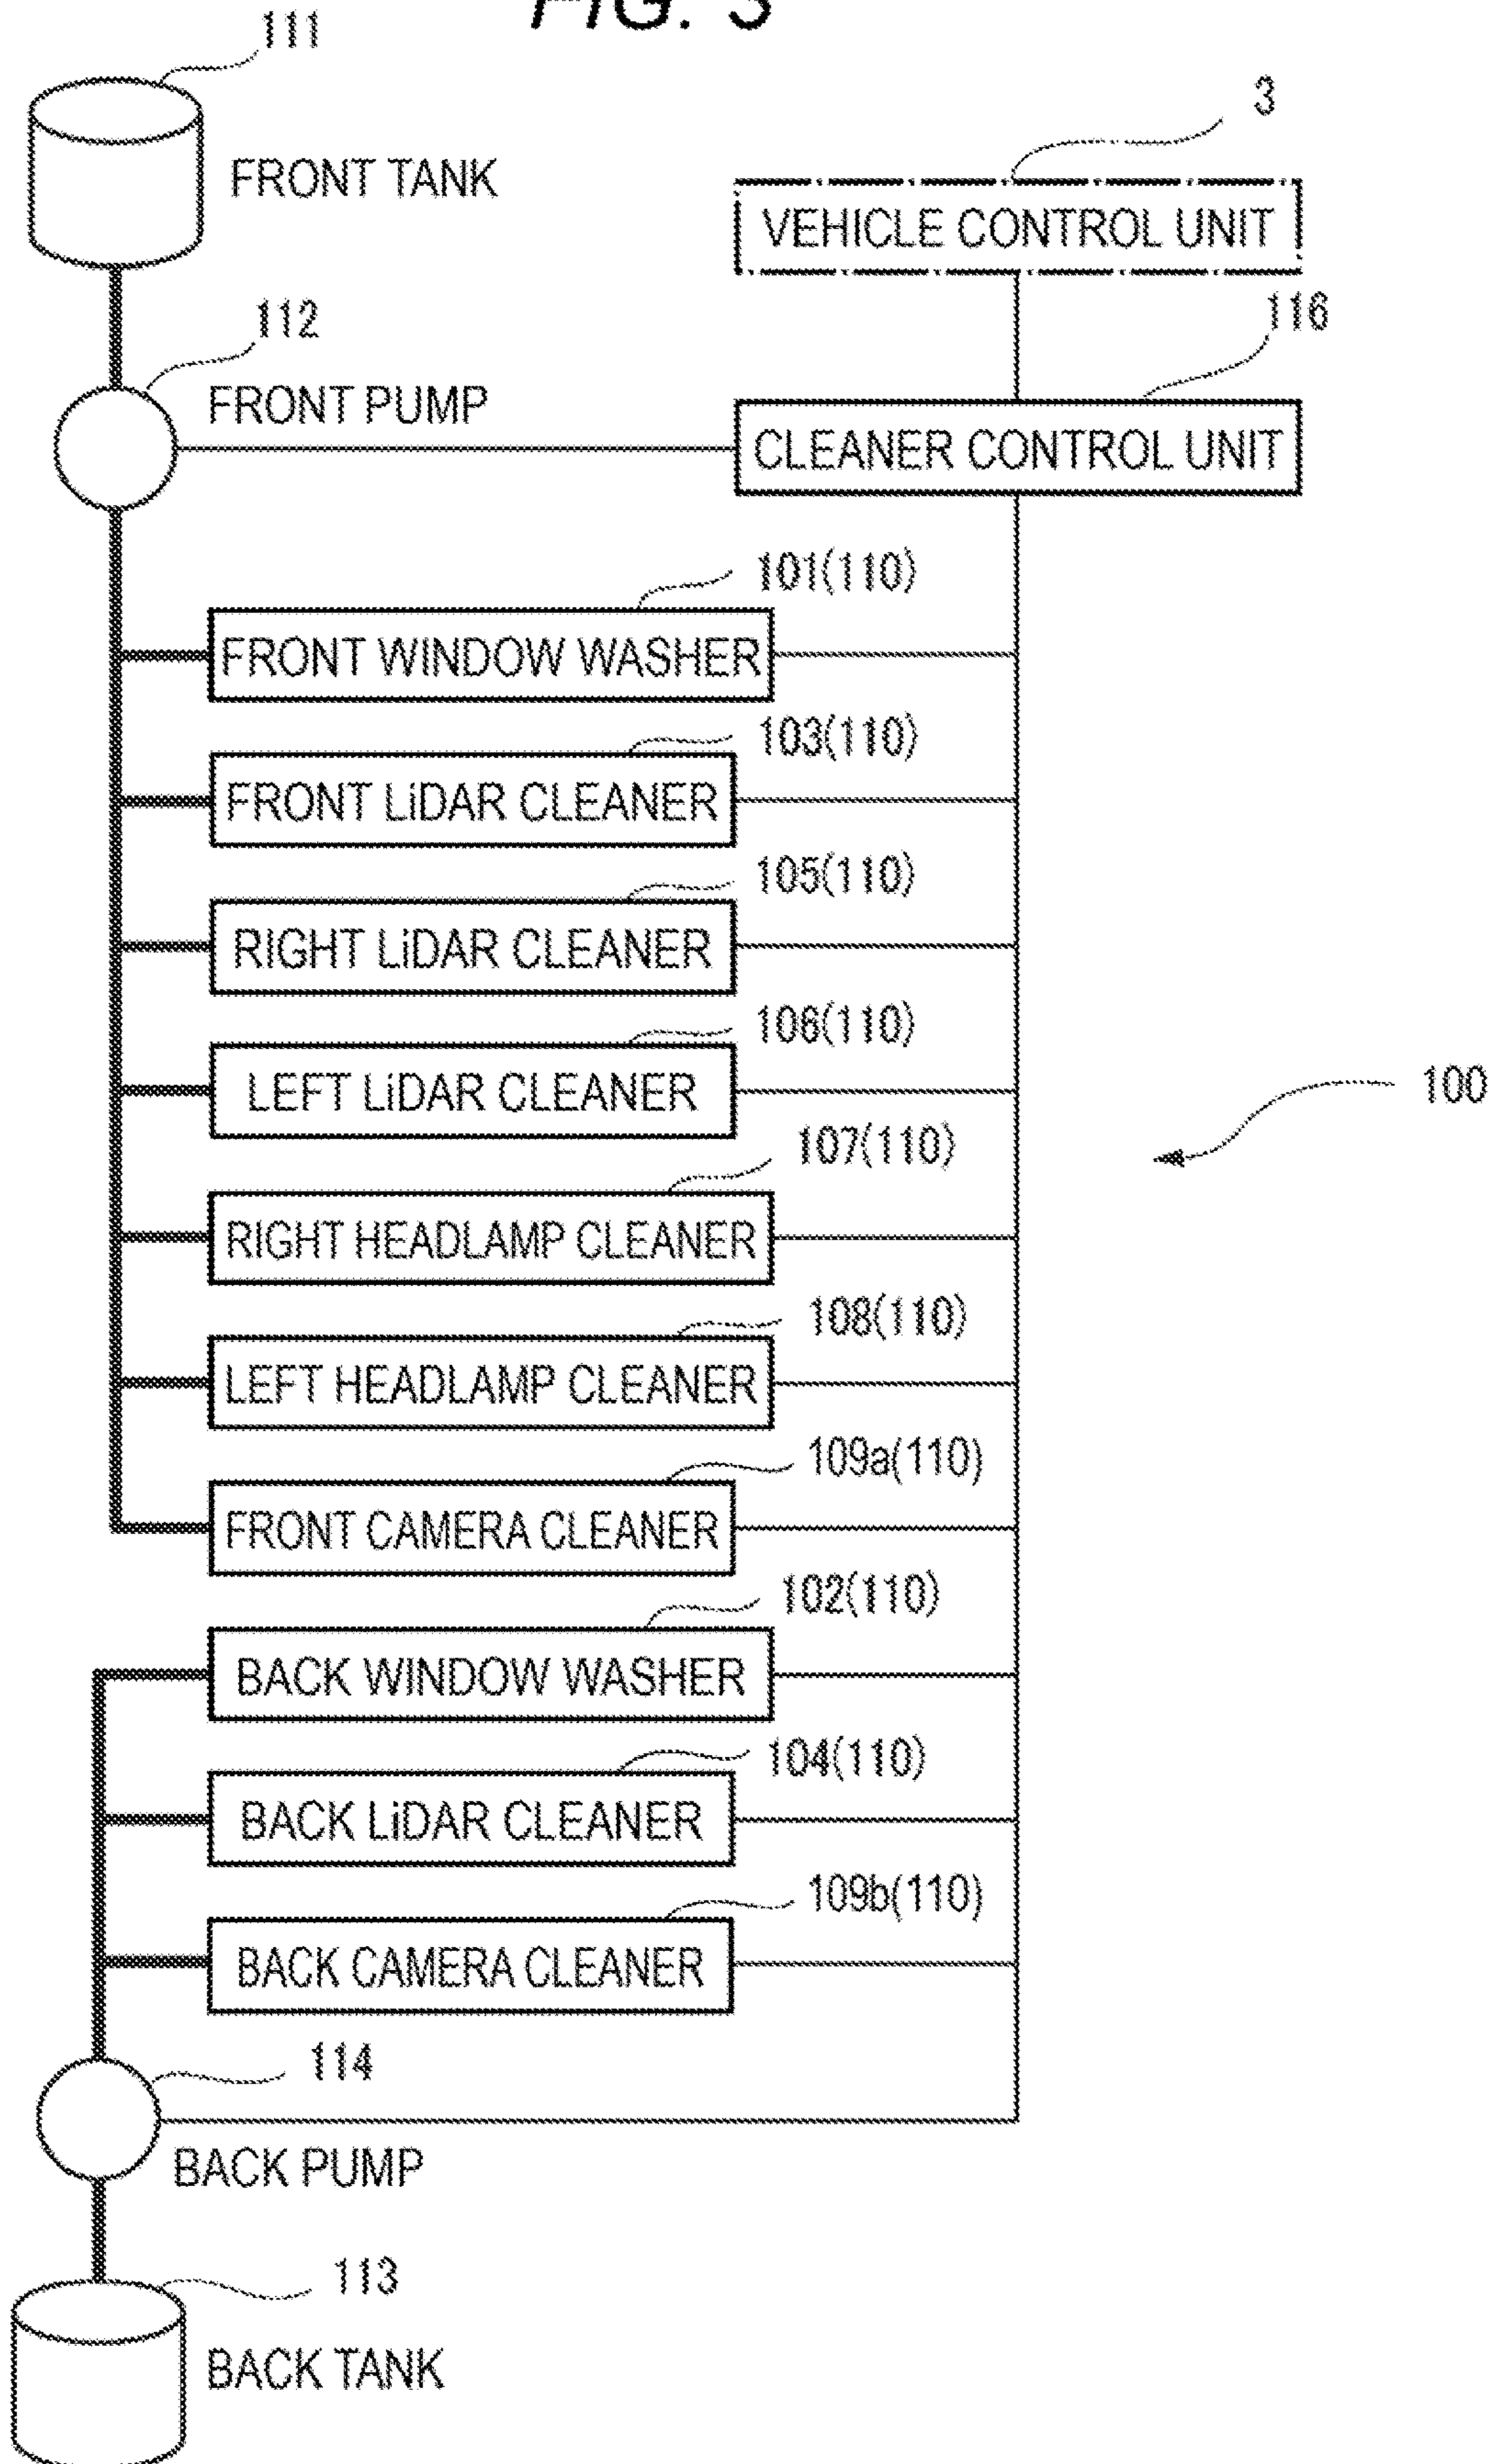 FIG. 3
111
3
FRONT TANK
VEHICLE CONTROL UNIT
112
116
FRONT PUMP
CLEANER CONTROL UNIT
101(110)
FRONT WINDOW WASHER
103(110)
FRONT LiDAR CLEANER
105(110)
RIGHT LiDAR CLEANER
106(110)
LEFT LiDAR CLEANER
100
107(110)
RIGHT HEADLAMP CLEANER
108(110)
LEFT HEADLAMP CLEANER
109a(110)
FRONT CAMERA CLEANER
102(110)
BACK WINDOW WASHER
104(110)
BACK LiDAR CLEANER
109b(110)
BACK CAMERA CLEANER
114
BACK PUMP
113
BACK TANK